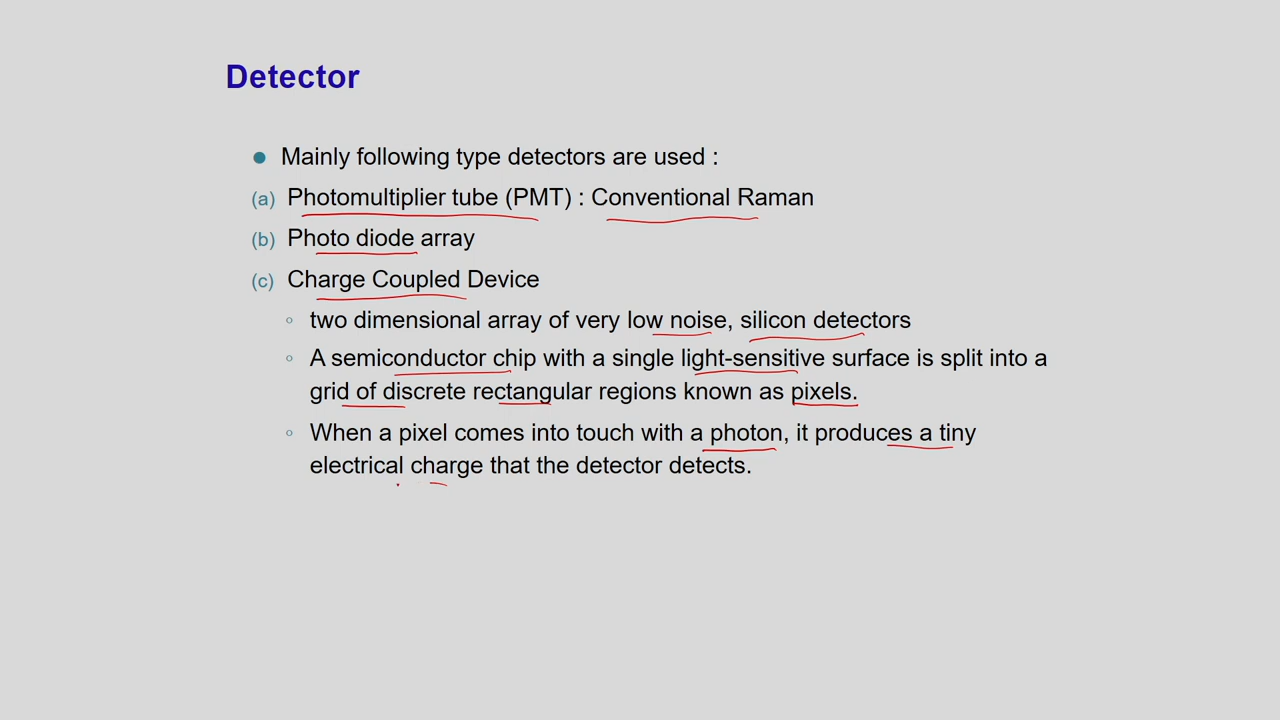 Detector
Mainly following type detectors are used :
(a) Photomultiplier tube (PMT) : Conventional Raman
(b) Photo diode array
(c) Charge Coupled Device
two dimensional array of very low noise, silicon detectors
A semiconductor chip with a single light-sensitive surface is split into a
grid of discrete rectangular regions known as pixels.
When a pixel comes into touch with a photon, it produces a tiny
electrical charge that the detector detects.